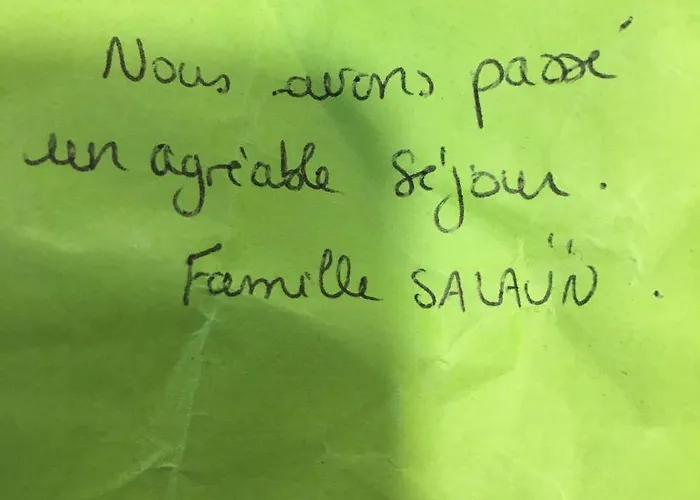 Nous avons passé
un agréable séjour.
Famille SALAÜN.